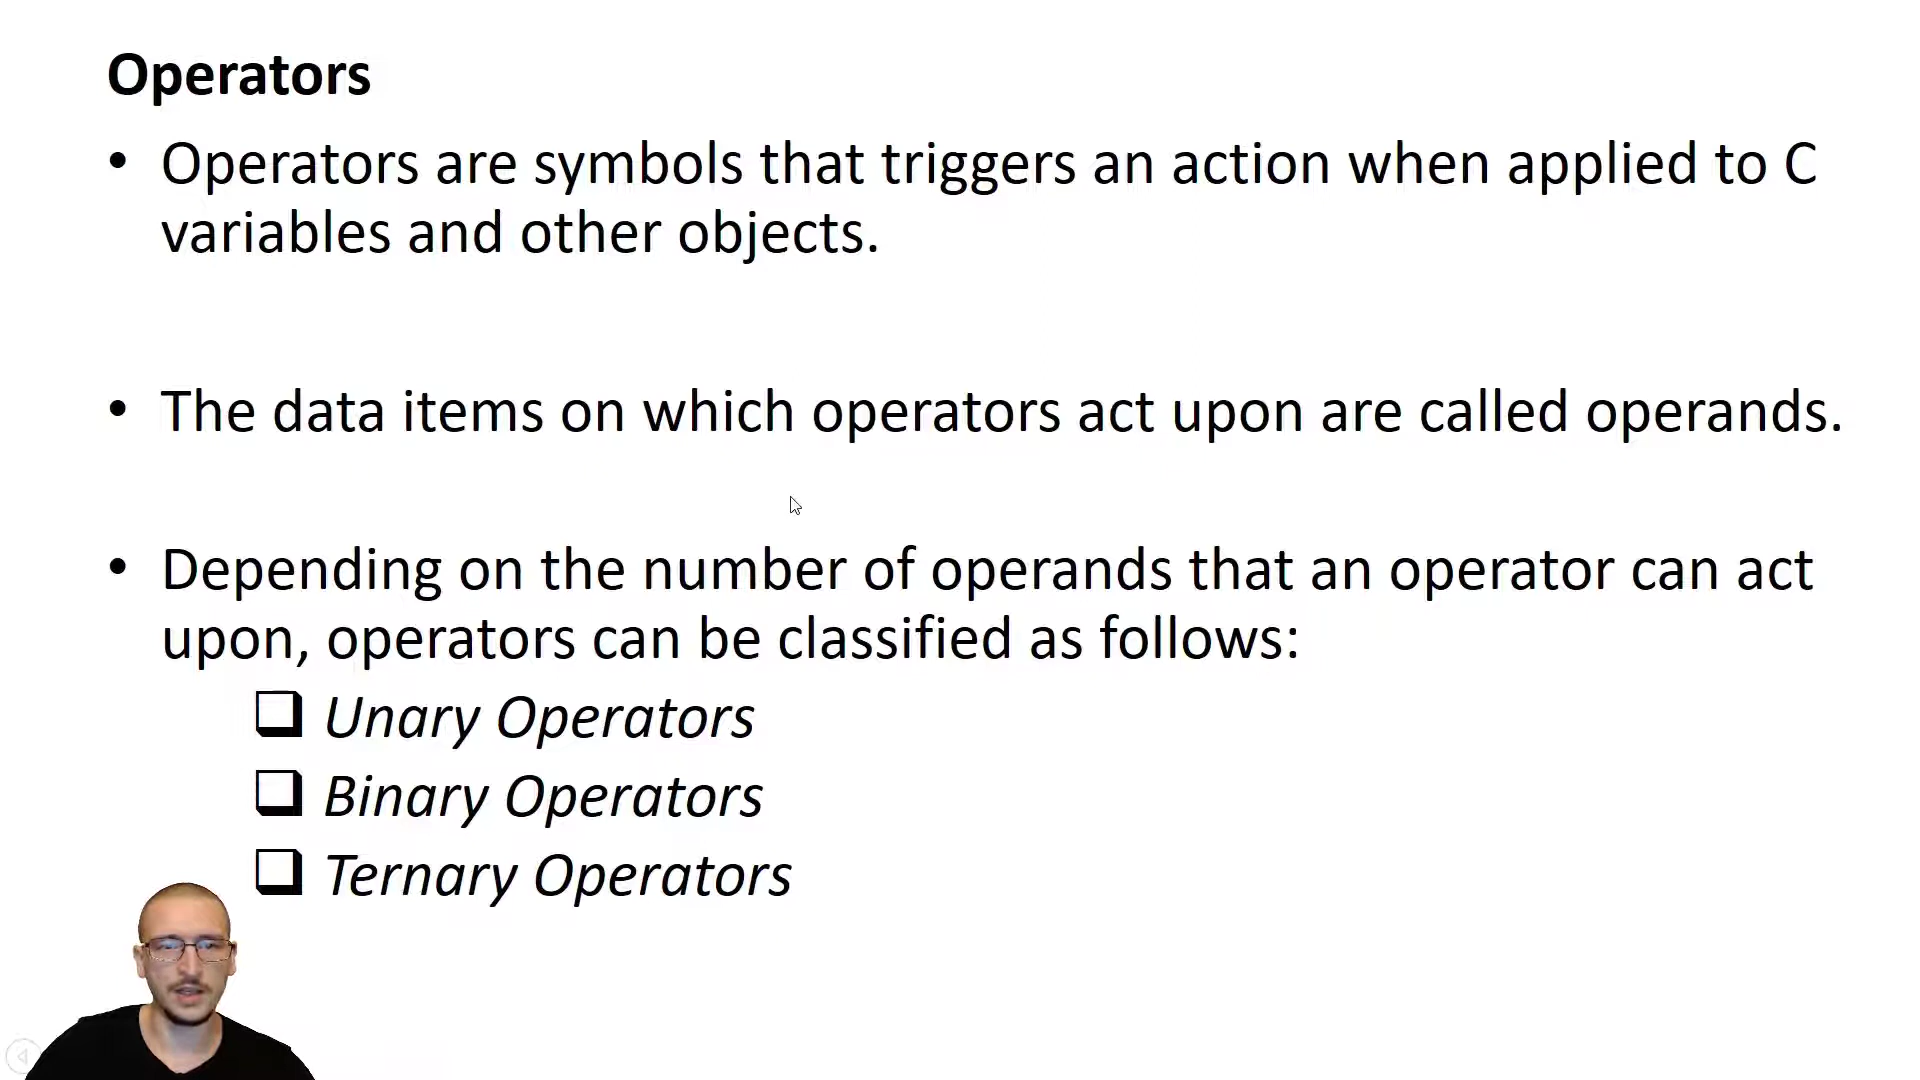 Operators
• Operators are symbols that triggers an action when applied to C
variables and other objects.
• The data items on which operators act upon are called operands.
• Depending on the number of operands that an operator can act
upon, operators can be classified as follows:
❑ Unary Operators
❑ Binary Operators
❑ Ternary Operators